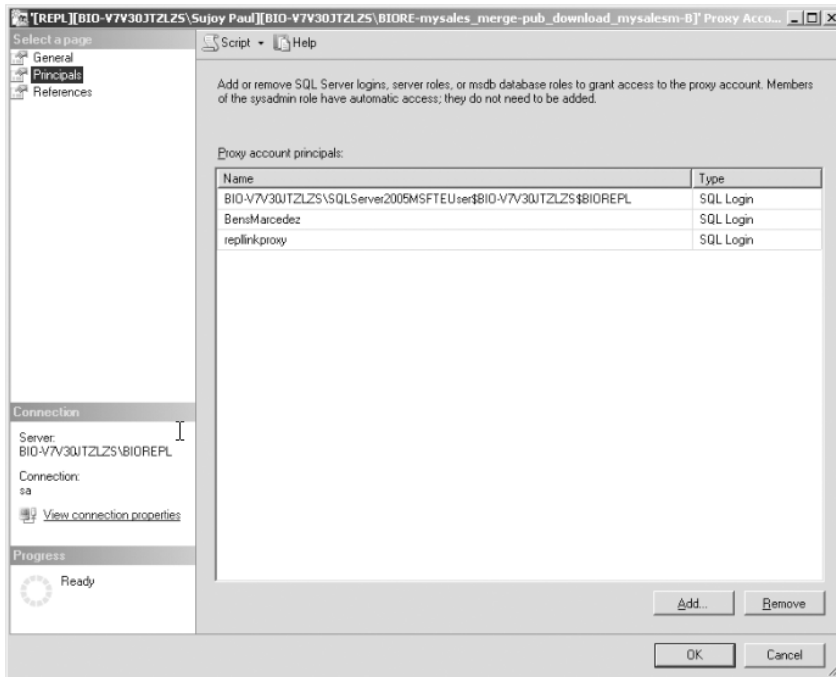 '[REPL][BIO-V7V30JTZLZS\Sujoy Paul][BIO-V7V30JTZLZS\BIORE-mysales_merge-pub_download_mysalesm-B]' Proxy Acco...
Select a page
General
Principals
References
Script
Help
Add or remove SQL Server logins, server roles, or msdb database roles to grant access to the proxy account. Members
of the sysadmin role have automatic access; they do not need to be added.
Proxy account principals:
Name Type
BIO-V7V30JTZLZS\SQLServer2005MSFTEUser$BIO-V7V30JTZLZS$BIOREPL SQL Login
BensMarcedez SQL Login
repllinkproxy SQL Login
Connection
Server:
BIO-V7V30JTZLZS\BIOREPL
Connection:
sa
View connection properties
Progress
Ready
Add... Remove
OK Cancel